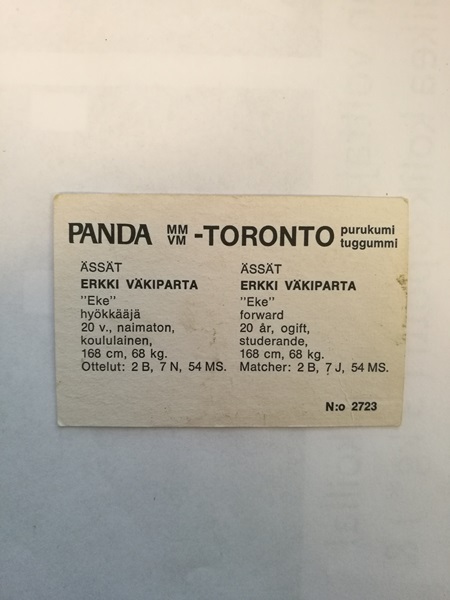 PANDA MM VM -TORONTO purukumi tuggummi
ÄSSÄT
ERKKI VÄKIPARTA
"Eke"
hyökkääjä
20 v., naimaton,
koululainen,
168 cm, 68 kg.
Ottelut: 2 B, 7 N, 54 MS.
ÄSSÄT
ERKKI VÄKIPARTA
"Eke"
forward
20 år, ogift,
studerande,
168 cm, 68 kg.
Matcher: 2 B, 7 J, 54 MS.
N:o 2723